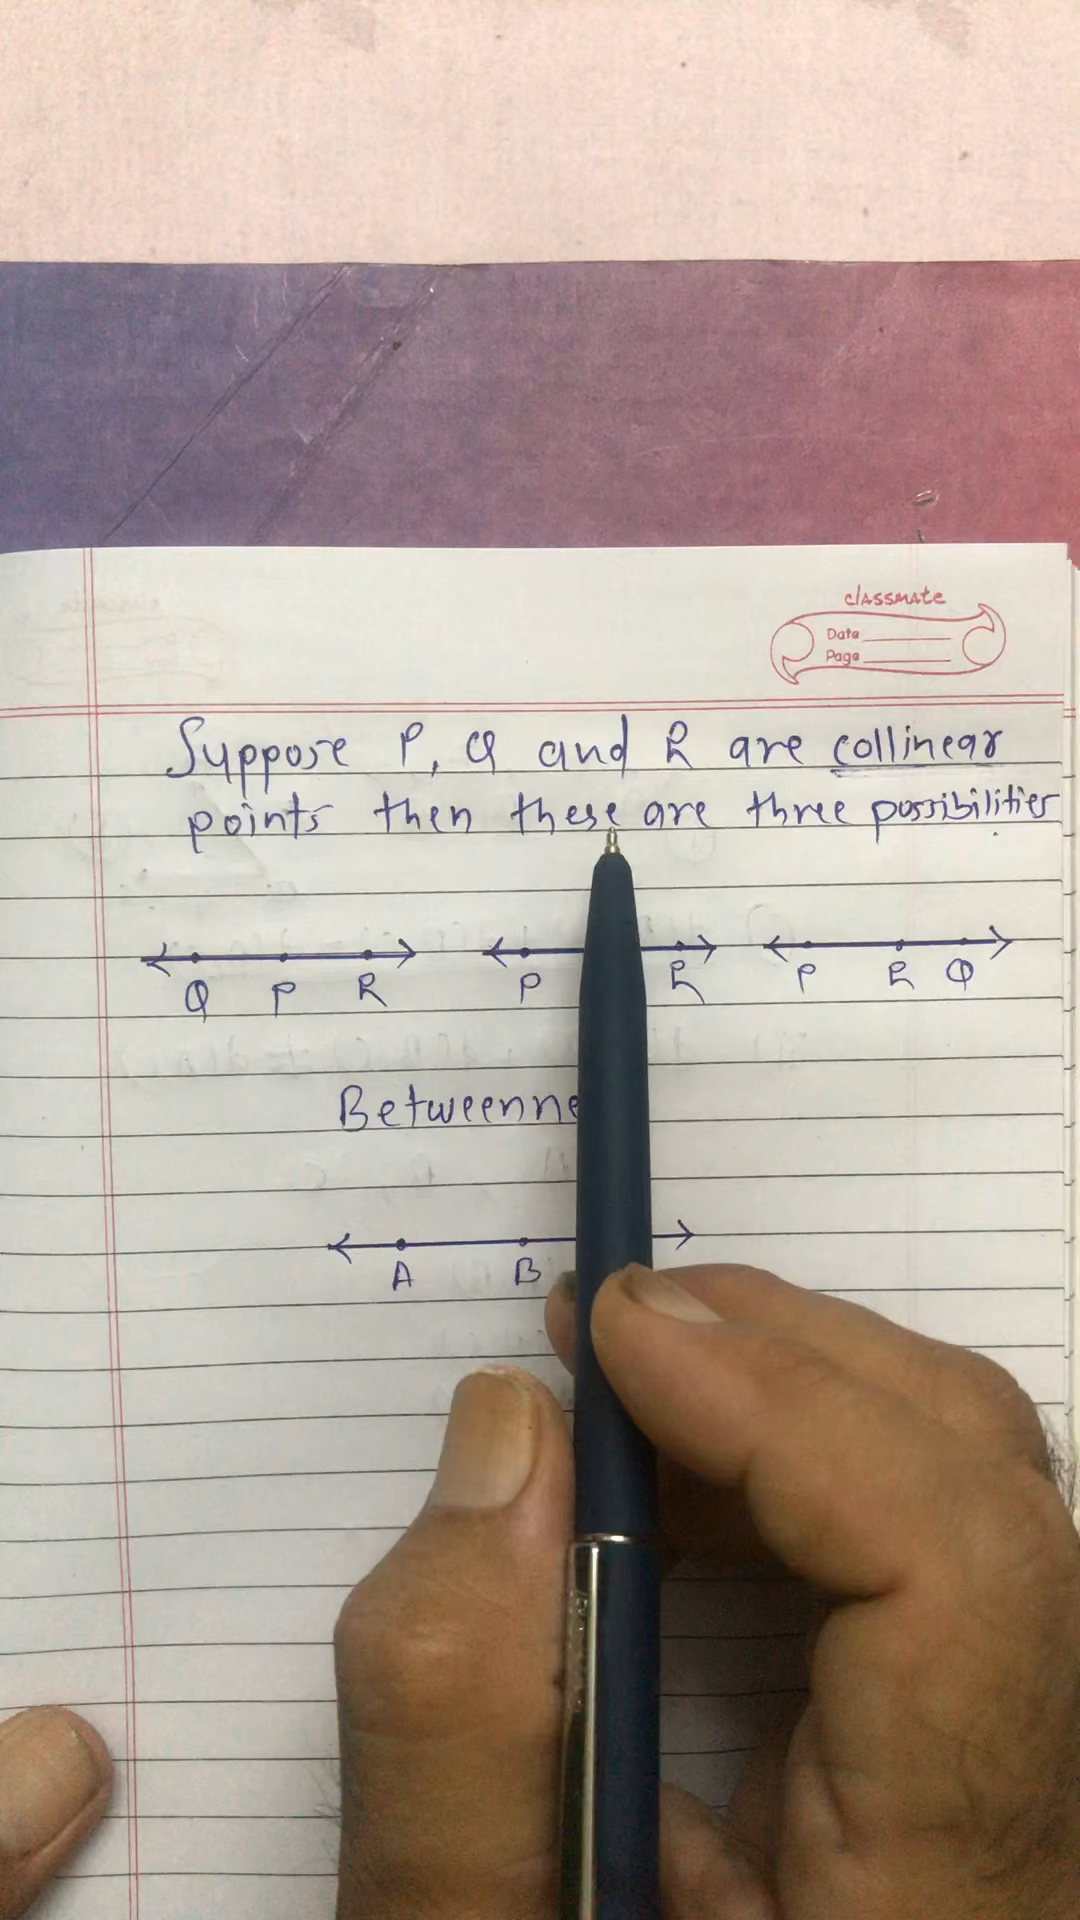 classmate
Date
Page
Suppose P, Q and R are collinear
points then these are three possibilities
Q P R P R P R Q
A B